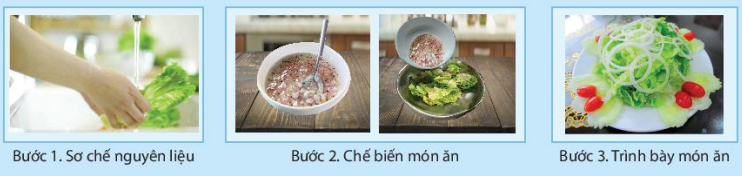 Bước 1. Sơ chế nguyên liệu
Bước 2. Chế biến món ăn
Bước 3. Trình bày món ăn